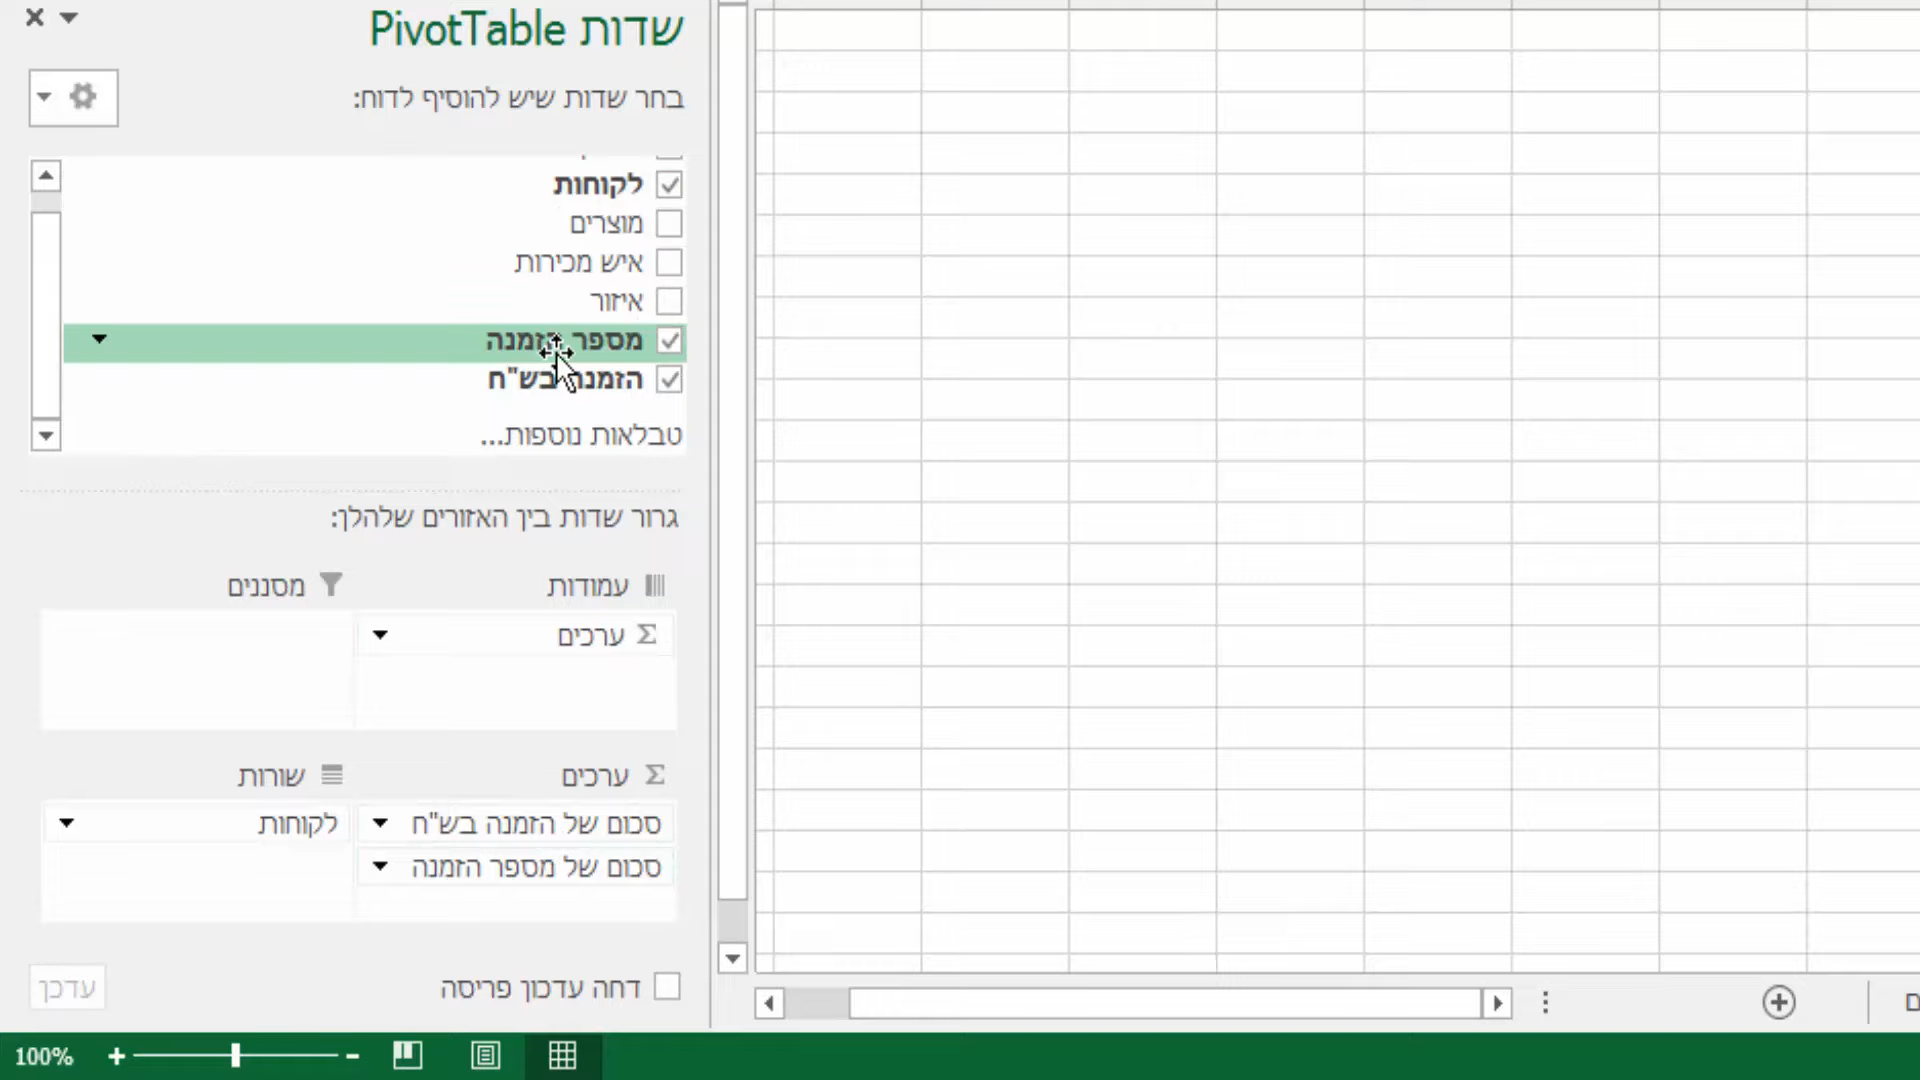 שדות PivotTable
בחר שדות שיש להוסיף לדוח:
לקוחות
מוצרים
איש מכירות
איזור
מספר הזמנה
הזמנה בש"ח
טבלאות נוספות...
גרור שדות בין האזורים שלהלן:
עמודות
מסננים
ערכים
ערכים
שורות
סכום של הזמנה בש"ח
לקוחות
סכום של מספר הזמנה
דחה עדכון פריסה
עדכן
100%